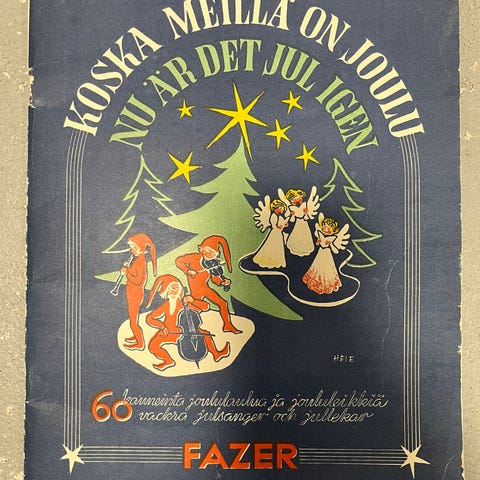 KOSKA MEILLÄ ON JOULU
NU ÄR DET JUL IGEN
HELE
60 kauneinta joululaulua ja joululeikkiä
vackra julsånger och jullekar
FAZER